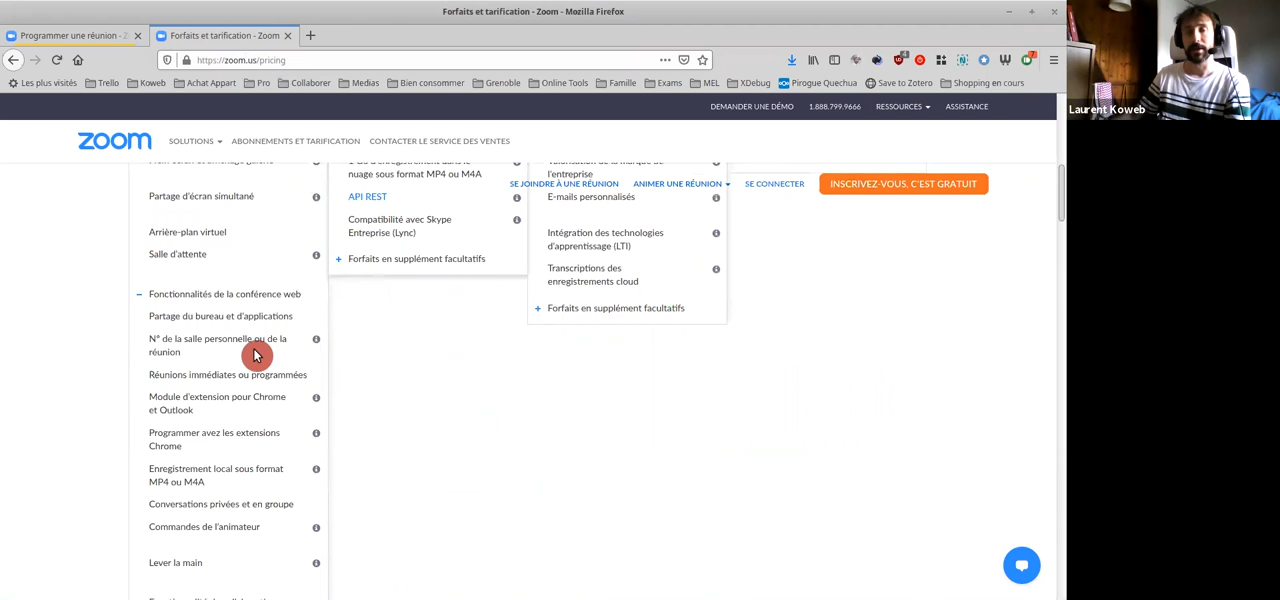 Forfaits et tarification - Zoom - Mozilla Firefox
Programmer une réunion - Z
Forfaits et tarification - Zoom
https://zoom.us/pricing
Les plus visités Trello Koweb Achat Appart Pro Collaborer Medias Bien consommer Grenoble Online Tools Famille Exams MEL XDebug Pirogue Quechua Save to Zotero Shopping en cours
Laurent Koweb
DEMANDER UNE DÉMO 1.888.799.9666 RESSOURCES ASSISTANCE
zoom SOLUTIONS ABONNEMENTS ET TARIFICATION CONTACTER LE SERVICE DES VENTES
SE JOINDRE À UNE RÉUNION ANIMER UNE RÉUNION SE CONNECTER INSCRIVEZ-VOUS, C'EST GRATUIT
Partage d'écran simultané
Arrière-plan virtuel
Salle d'attente
Fonctionnalités de la conférence web
Partage du bureau et d'applications
N° de la salle personnelle ou de la
réunion
Réunions immédiates ou programmées
Module d'extension pour Chrome
et Outlook
Programmer avez les extensions
Chrome
Enregistrement local sous format
MP4 ou M4A
Conversations privées et en groupe
Commandes de l'animateur
Lever la main
nuage sous format MP4 ou M4A
API REST
Compatibilité avec Skype
Entreprise (Lync)
Forfaits en supplément facultatifs
Valorisation de la marque de
l'entreprise
E-mails personnalisés
Intégration des technologies
d'apprentissage (LTI)
Transcriptions des
enregistrements cloud
Forfaits en supplément facultatifs